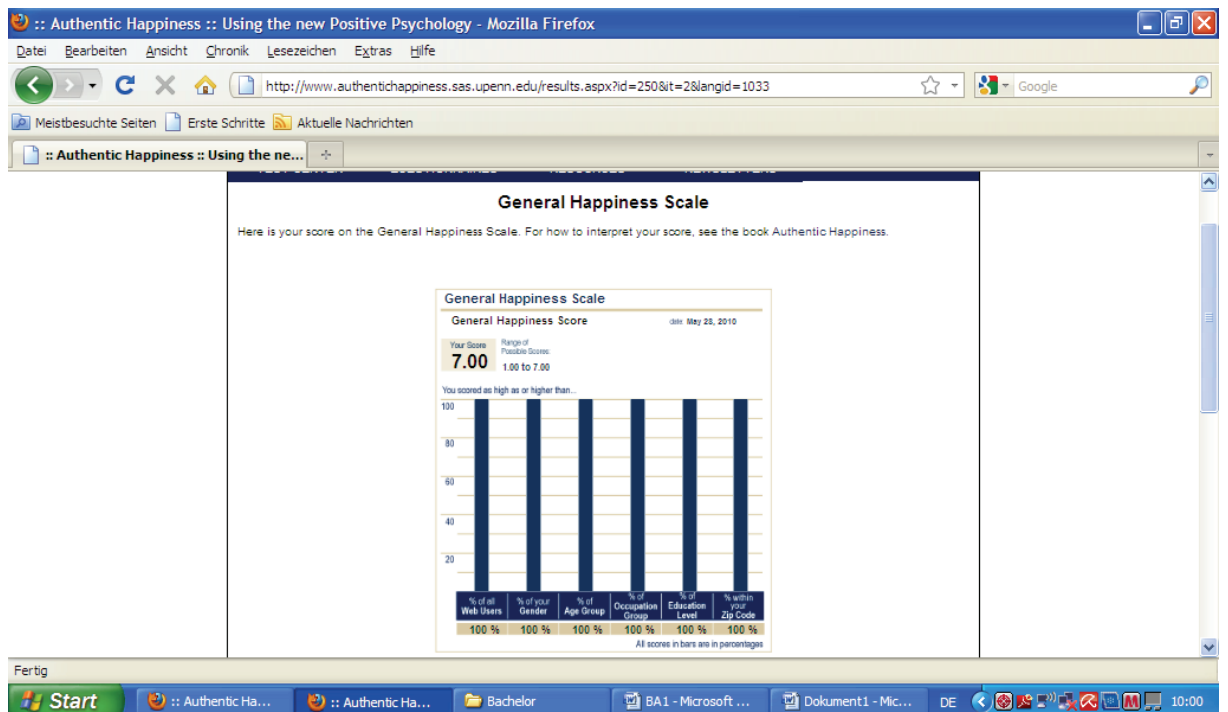 :: Authentic Happiness :: Using the new Positive Psychology - Mozilla Firefox
Datei Bearbeiten Ansicht Chronik Lesezeichen Extras Hilfe
http://www.authentichappiness.sas.upenn.edu/results.aspx?id=250&it=2&langid=1033 Google
Meistbesuchte Seiten Erste Schritte Aktuelle Nachrichten
:: Authentic Happiness :: Using the ne...
General Happiness Scale
Here is your score on the General Happiness Scale. For how to interpret your score, see the book Authentic Happiness.
General Happiness Scale
General Happiness Score date: May 23, 2010
Your Score
7.00
Range of
Possible Scores:
1.00 to 7.00
You scored as high as or higher than...
100
80
60
40
20
% of all
Web Users
% of your
Gender
% of
Age Group
% of
Occupation
Group
% of
Education
Level
% within
your
Zip Code
100 % 100 % 100 % 100 % 100 % 100 %
All scores in bars are in percentages
Fertig
Start :: Authentic Ha... :: Authentic Ha... Bachelor BA1 - Microsoft ... Dokument1 - Mic... DE 10:00